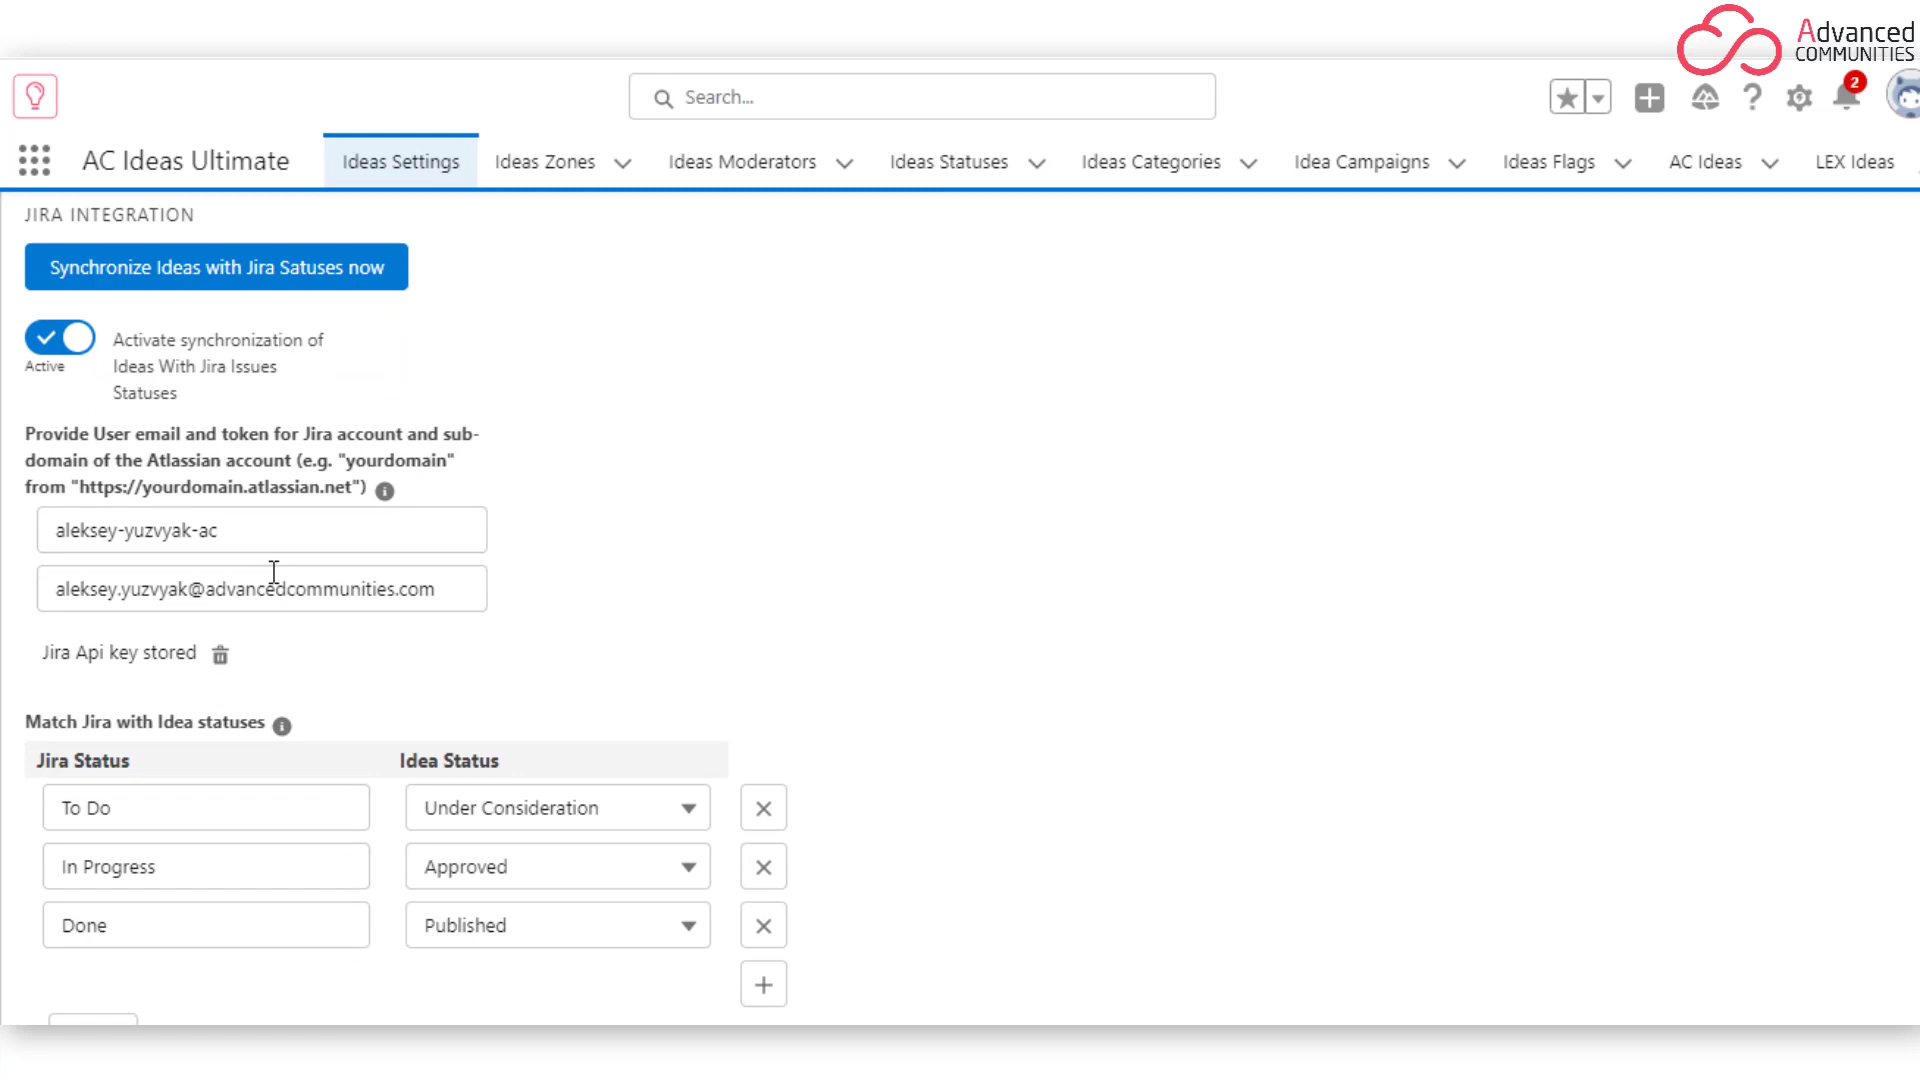 Advanced
COMMUNITIES
Search...
2
AC Ideas Ultimate
Ideas Settings
Ideas Zones
Ideas Moderators
Ideas Statuses
Ideas Categories
Idea Campaigns
Ideas Flags
AC Ideas
LEX Ideas
JIRA INTEGRATION
Synchronize Ideas with Jira Satuses now
Active
Activate synchronization of
Ideas With Jira Issues
Statuses
Provide User email and token for Jira account and sub-
domain of the Atlassian account (e.g. "yourdomain"
from "https://yourdomain.atlassian.net")
aleksey-yuzvyak-ac
aleksey.yuzvyak@advancedcommunities.com
Jira Api key stored
Match Jira with Idea statuses
Jira Status Idea Status
To Do Under Consideration
In Progress Approved
Done Published